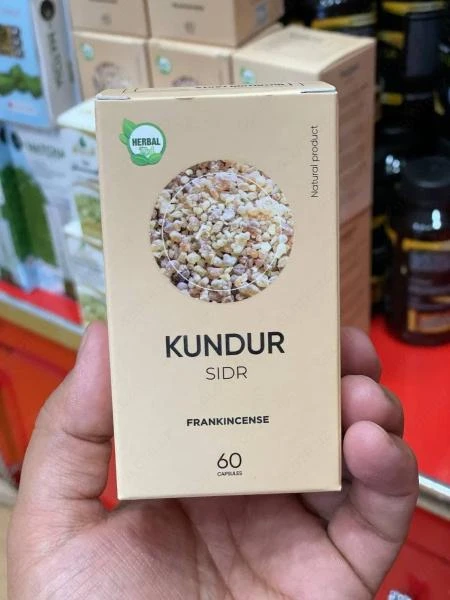 HERBAL
Natural product
KUNDUR
SIDR
FRANKINCENSE
60
CAPSULES